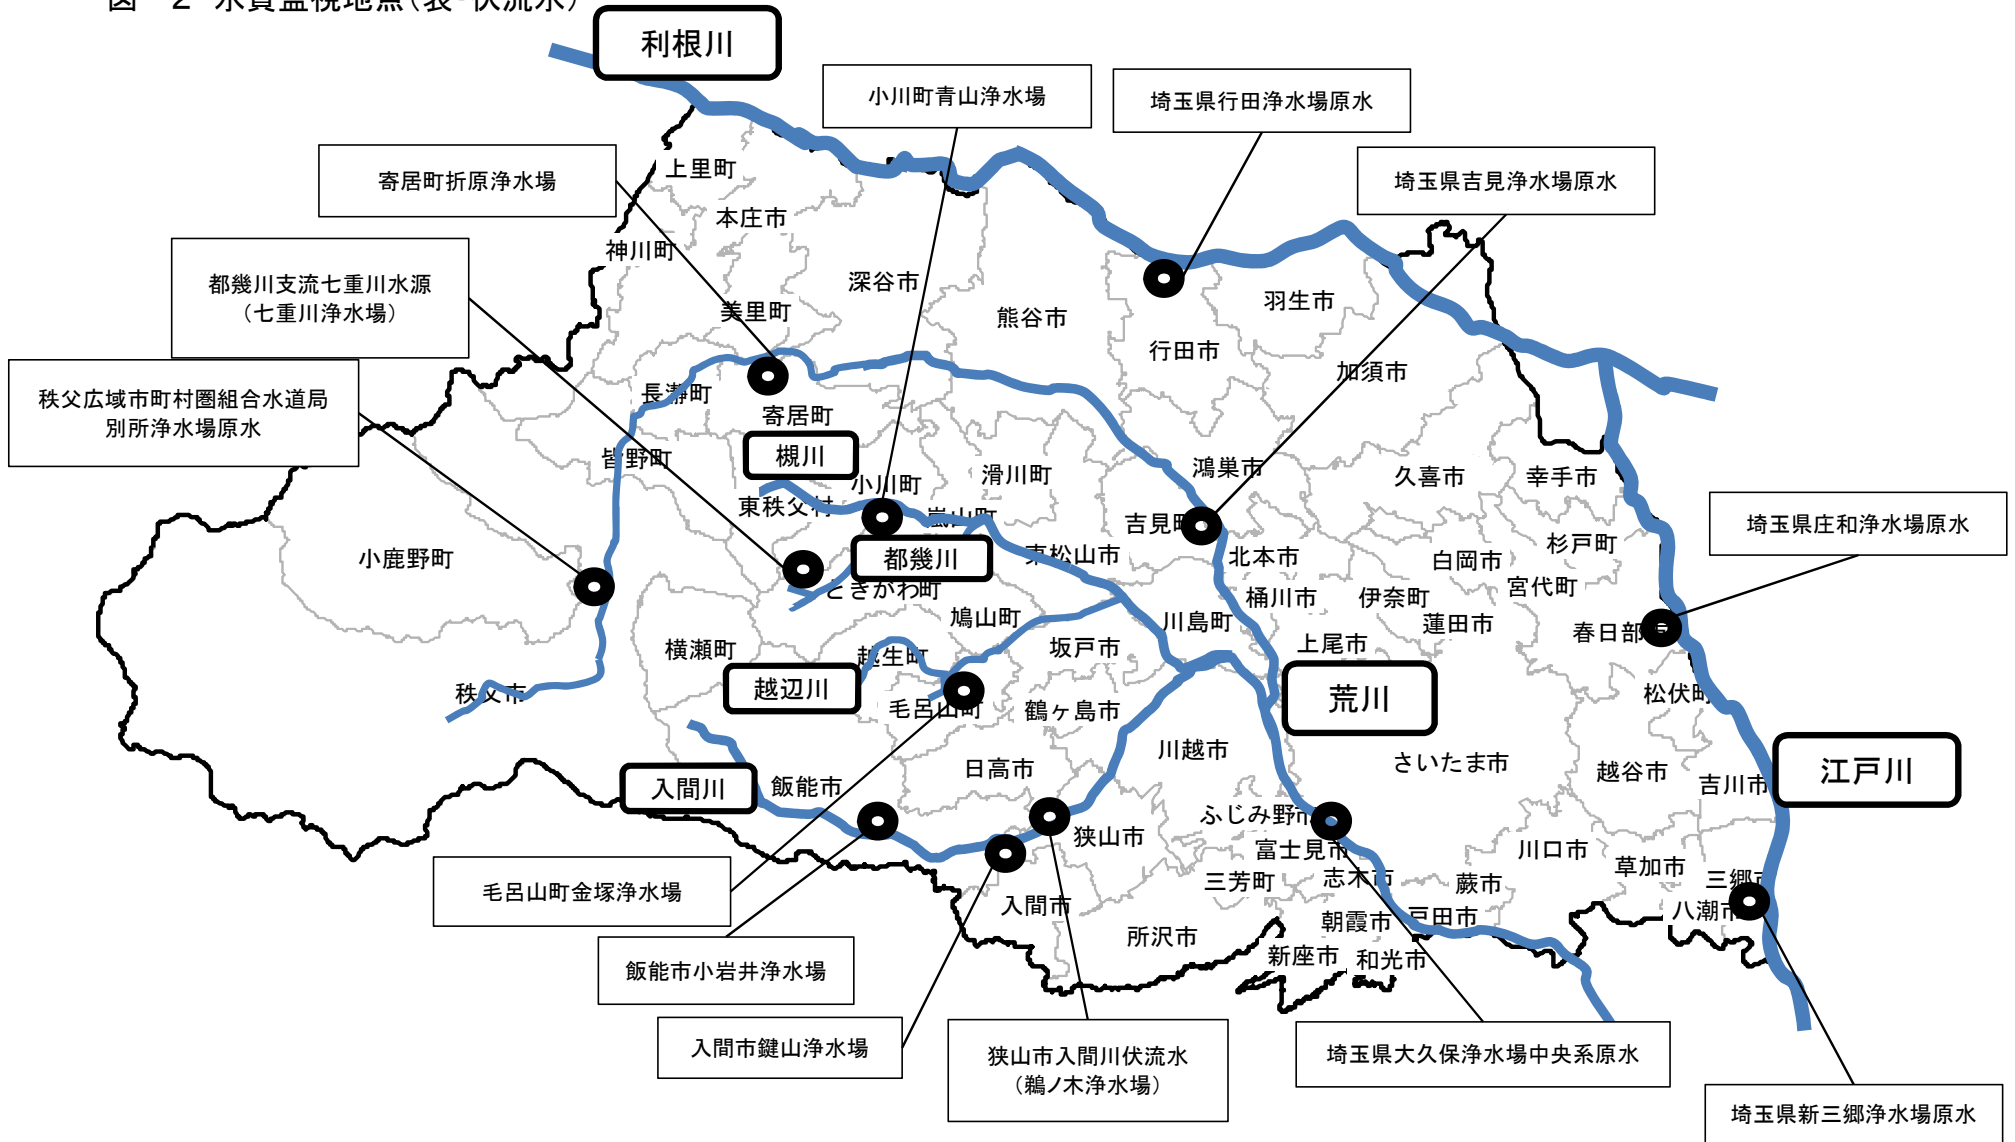 図　2　水質監視地点（表・伏流水）
利根川
小川町青山浄水場
埼玉県行田浄水場原水
寄居町折原浄水場
埼玉県吉見浄水場原水
上里町
本庄市
神川町
都幾川支流七重川水源
（七重川浄水場）
深谷市
美里町
熊谷市
羽生市
行田市
加須市
秩父広域市町村圏組合水道局
別所浄水場原水
長瀞町
寄居町
槻川
皆野町
小川町
滑川町
鴻巣市
久喜市
幸手市
東秩父村
嵐山町
吉見町
埼玉県庄和浄水場原水
小鹿野町
都幾川
東松山市
北本市
白岡市
杉戸町
ときがわ町
桶川市
伊奈町
宮代町
鳩山町
川島町
蓮田市
春日部市
横瀬町
越生町
坂戸市
上尾市
越辺川
秩父市
毛呂山町
鶴ヶ島市
荒川
松伏町
川越市
さいたま市
江戸川
入間川
飯能市
日高市
越谷市
吉川市
狭山市
ふじみ野市
富士見市
川口市
草加市
毛呂山町金塚浄水場
三芳町
志木市
蕨市
三郷市
入間市
朝霞市
戸田市
八潮市
所沢市
新座市
和光市
飯能市小岩井浄水場
入間市鍵山浄水場
狭山市入間川伏流水
（鵜ノ木浄水場）
埼玉県大久保浄水場中央系原水
埼玉県新三郷浄水場原水